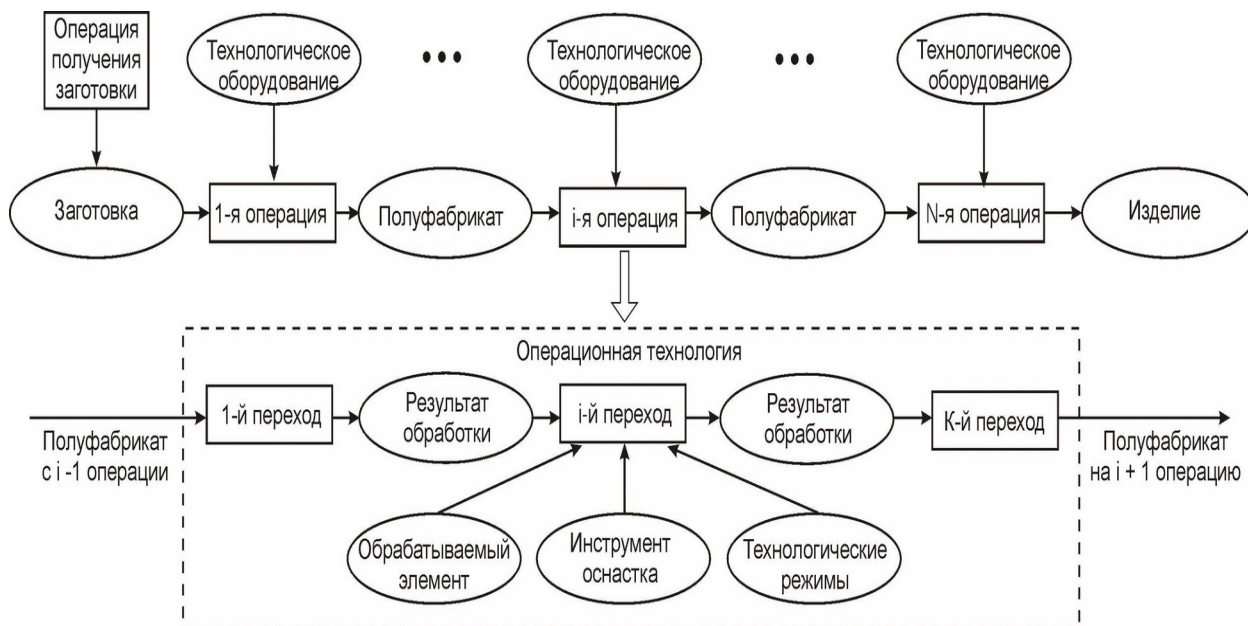 Операция
получения
заготовки
Технологическое
оборудование
•••
Технологическое
оборудование
•••
Технологическое
оборудование
Заготовка
1-я операция
Полуфабрикат
i-я операция
Полуфабрикат
N-я операция
Изделие
Операционная технология
Полуфабрикат
с i -1 операции
1-й переход
Результат
обработки
i-й переход
Результат
обработки
К-й переход
Полуфабрикат
на i + 1 операцию
Обрабатываемый
элемент
Инструмент
оснастка
Технологические
режимы